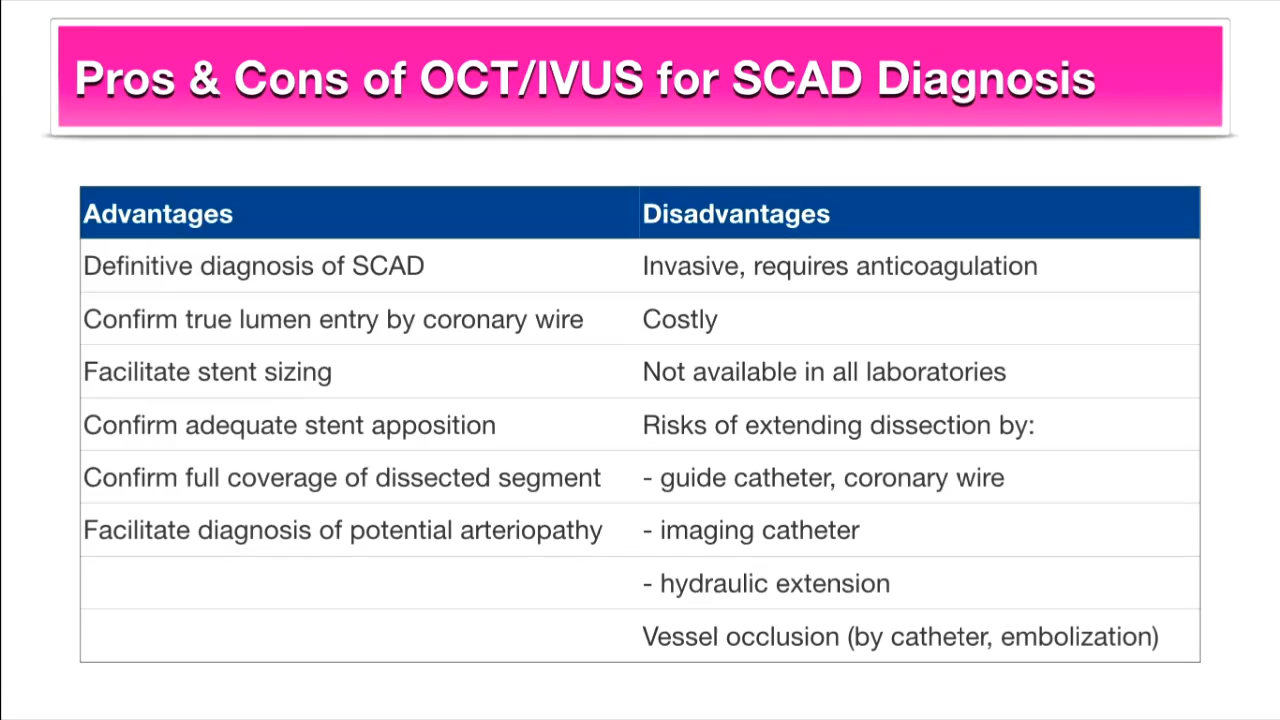 Pros & Cons of OCT/IVUS for SCAD Diagnosis
Advantages
Disadvantages
Definitive diagnosis of SCAD
Invasive, requires anticoagulation
Confirm true lumen entry by coronary wire
Costly
Facilitate stent sizing
Not available in all laboratories
Confirm adequate stent apposition
Risks of extending dissection by:
Confirm full coverage of dissected segment
- guide catheter, coronary wire
Facilitate diagnosis of potential arteriopathy
- imaging catheter
- hydraulic extension
Vessel occlusion (by catheter, embolization)